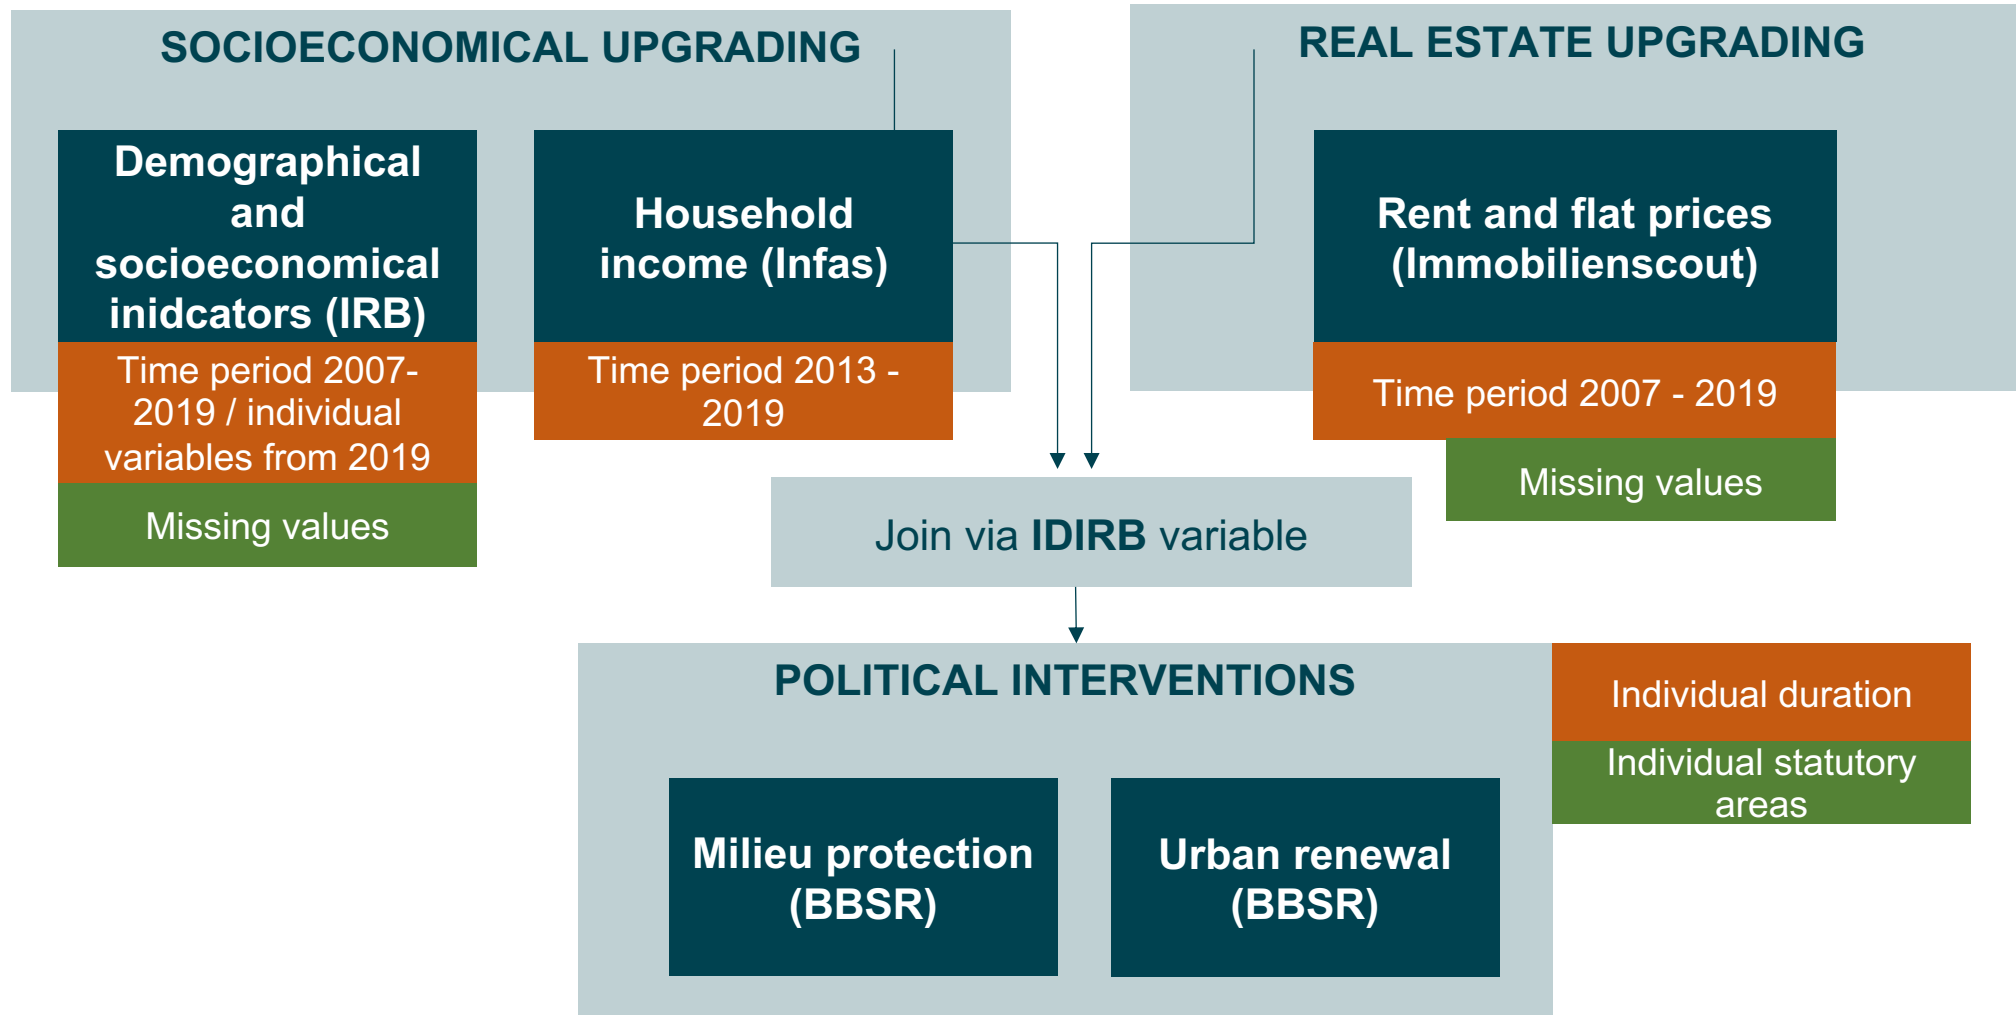 SOCIOECONOMICAL UPGRADING
Demographical
and
socioeconomical
inidcators (IRB)
Time period 2007-
2019 / individual
variables from 2019
Missing values
Household
income (Infas)
Time period 2013 -
2019
REAL ESTATE UPGRADING
Rent and flat prices
(Immobilienscout)
Time period 2007 - 2019
Missing values
Join via IDIRB variable
POLITICAL INTERVENTIONS
Milieu protection
(BBSR)
Urban renewal
(BBSR)
Individual duration
Individual statutory
areas